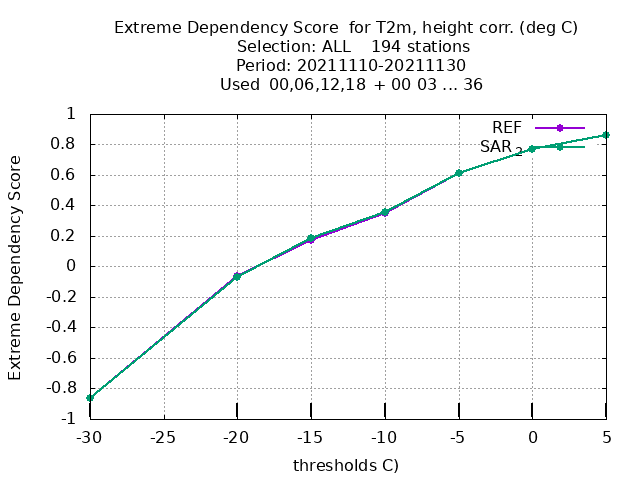 Extreme Dependency Score for T2m, height corr. (deg C)
Selection: ALL 194 stations
Period: 20211110-20211130
Used 00,06,12,18 + 00 03 ... 36
Extreme Dependency Score
1
0.8
0.6
0.4
0.2
0
-0.2
-0.4
-0.6
-0.8
-1
REF
SAR2
-30
-25
-20
-15
-10
-5
0
5
thresholds C)